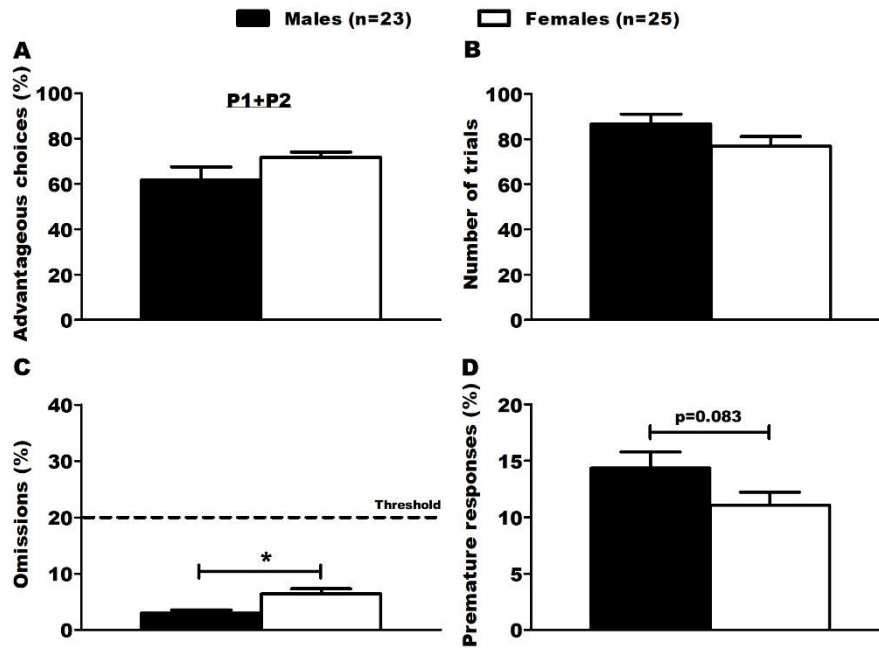 Males (n=23) Females (n=25)
A
Advantageous choices (%)
100
80
60
40
20
0
P1+P2
B
Number of trials
100
80
60
40
20
0
C
Omissions (%)
40
30
20
10
0
Threshold
*
D
Premature responses (%)
20
15
10
5
0
p=0.083